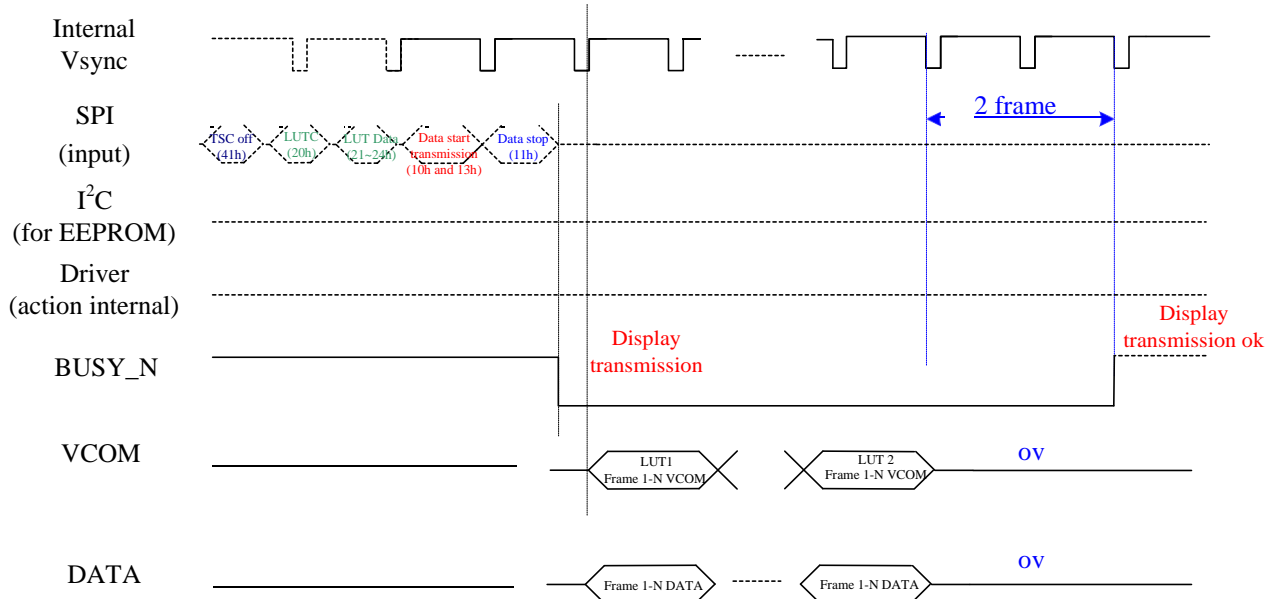 Internal
Vsync
2 frame
SPI
(input)
TSC off
(41h)
LUTC
(20h)
LUT Data
(21~24h)
Data start
transmission
(10h and 13h)
Data stop
(11h)
I²C
(for EEPROM)
Driver
(action internal)
BUSY_N
Display
transmission
Display
transmission ok
VCOM
LUT1
Frame 1-N VCOM
LUT 2
Frame 1-N VCOM
ov
DATA
Frame 1-N DATA
Frame 1-N DATA
ov